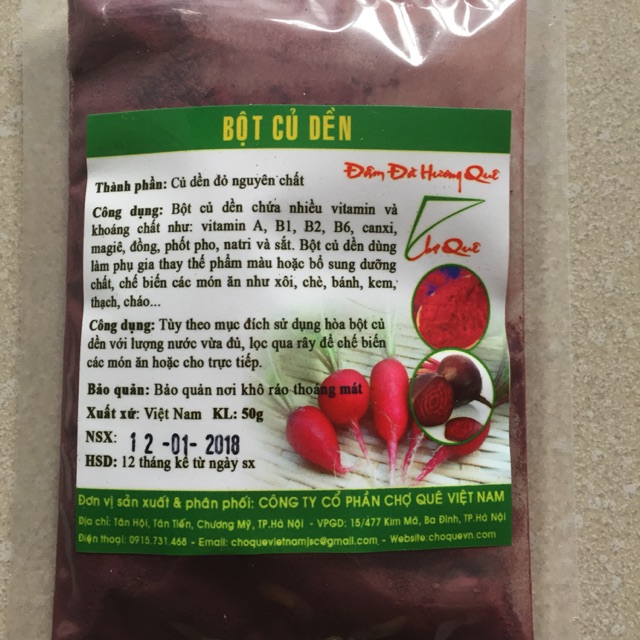 BỘT CỦ DỀN
Thành phần: Củ dền đỏ nguyên chất
Đậm Đà Hương Quê
Công dụng: Bột củ dền chứa nhiều vitamin và
khoáng chất như: vitamin A, B1, B2, B6, canxi,
magiê, đồng, phốt pho, natri và sắt. Bột củ dền dùng
làm phụ gia thay thế phẩm màu hoặc bổ sung dưỡng
chất, chế biến các món ăn như xôi, chè, bánh, kem,
thạch, cháo...
Chợ Quê
Công dụng: Tùy theo mục đích sử dụng hòa bột củ
dền với lượng nước vừa đủ, lọc qua rây để chế biến
các món ăn hoặc cho trực tiếp.
Bảo quản: Bảo quản nơi khô ráo thoáng mát
Xuất xứ: Việt Nam KL: 50g
NSX: 12-01-2018
HSD: 12 tháng kể từ ngày sx
Đơn vị sản xuất & phân phối: CÔNG TY CỔ PHẦN CHỢ QUÊ VIỆT NAM
Địa chỉ: Tân Hội, Tân Tiến, Chương Mỹ, TP.Hà Nội - VPGD: 15/477 Kim Mã, Ba Đình, TP.Hà Nội
Điện thoại: 0915.731.468 - Email: choquevietnamjsc@gmail.com - Website:choquevn.com